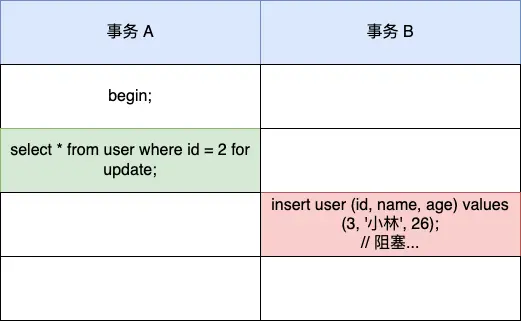 事务 A
事务 B
begin;
select * from user where id = 2 for
update;
insert user (id, name, age) values
(3, '小林', 26);
// 阻塞...